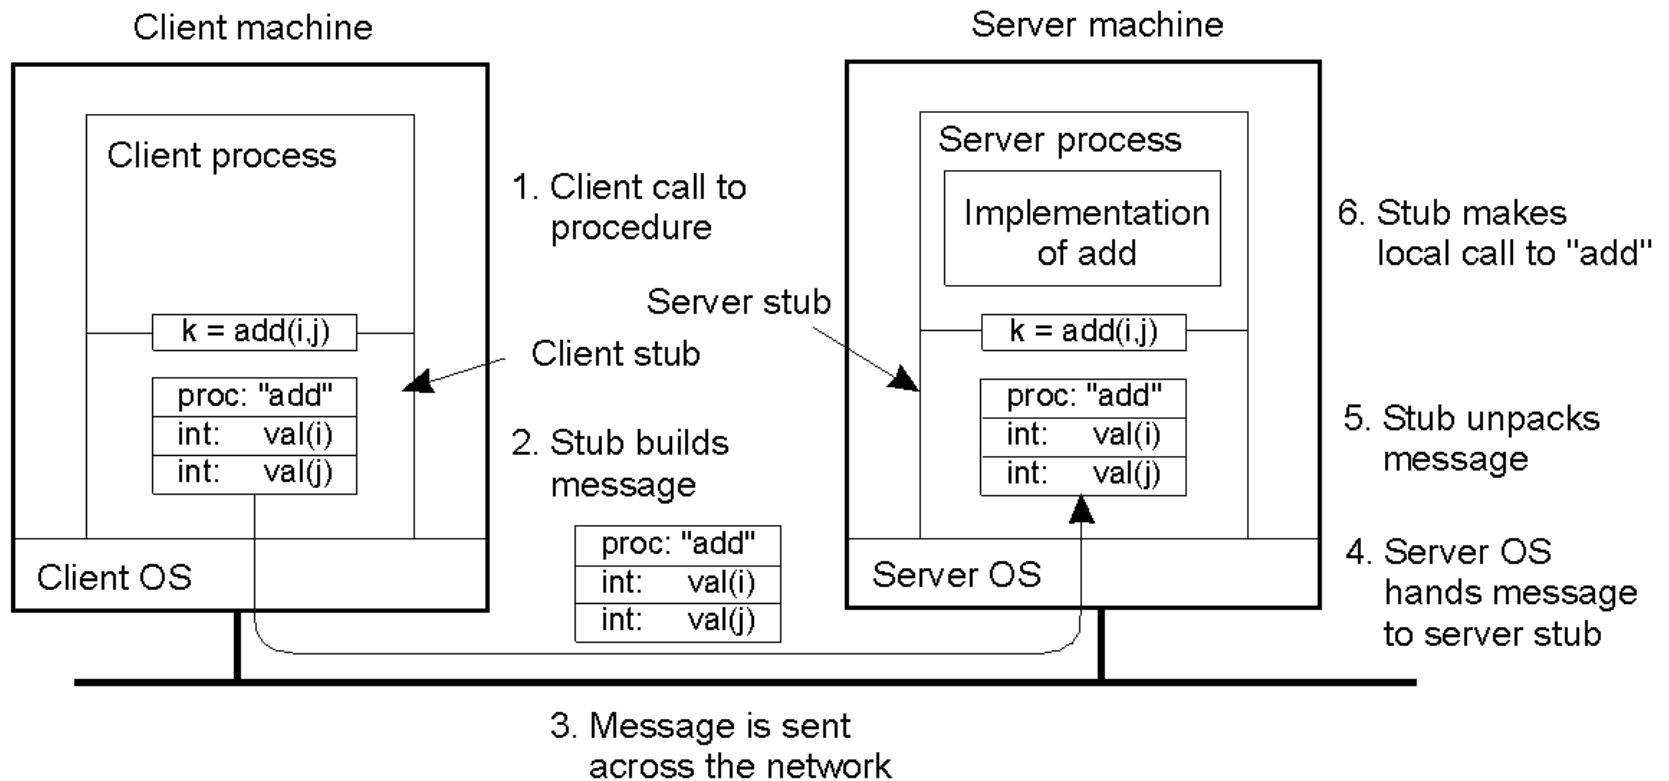 Client machine
Server machine
Client process
1. Client call to
procedure
Server process
Implementation
of add
6. Stub makes
local call to "add"
Server stub
k = add(i,j)
k = add(i,j)
Client stub
proc: "add"
int: val(i)
int: val(j)
2. Stub builds
message
proc: "add"
int: val(i)
int: val(j)
5. Stub unpacks
message
proc: "add"
int: val(i)
int: val(j)
Client OS
Server OS
4. Server OS
hands message
to server stub
3. Message is sent
across the network